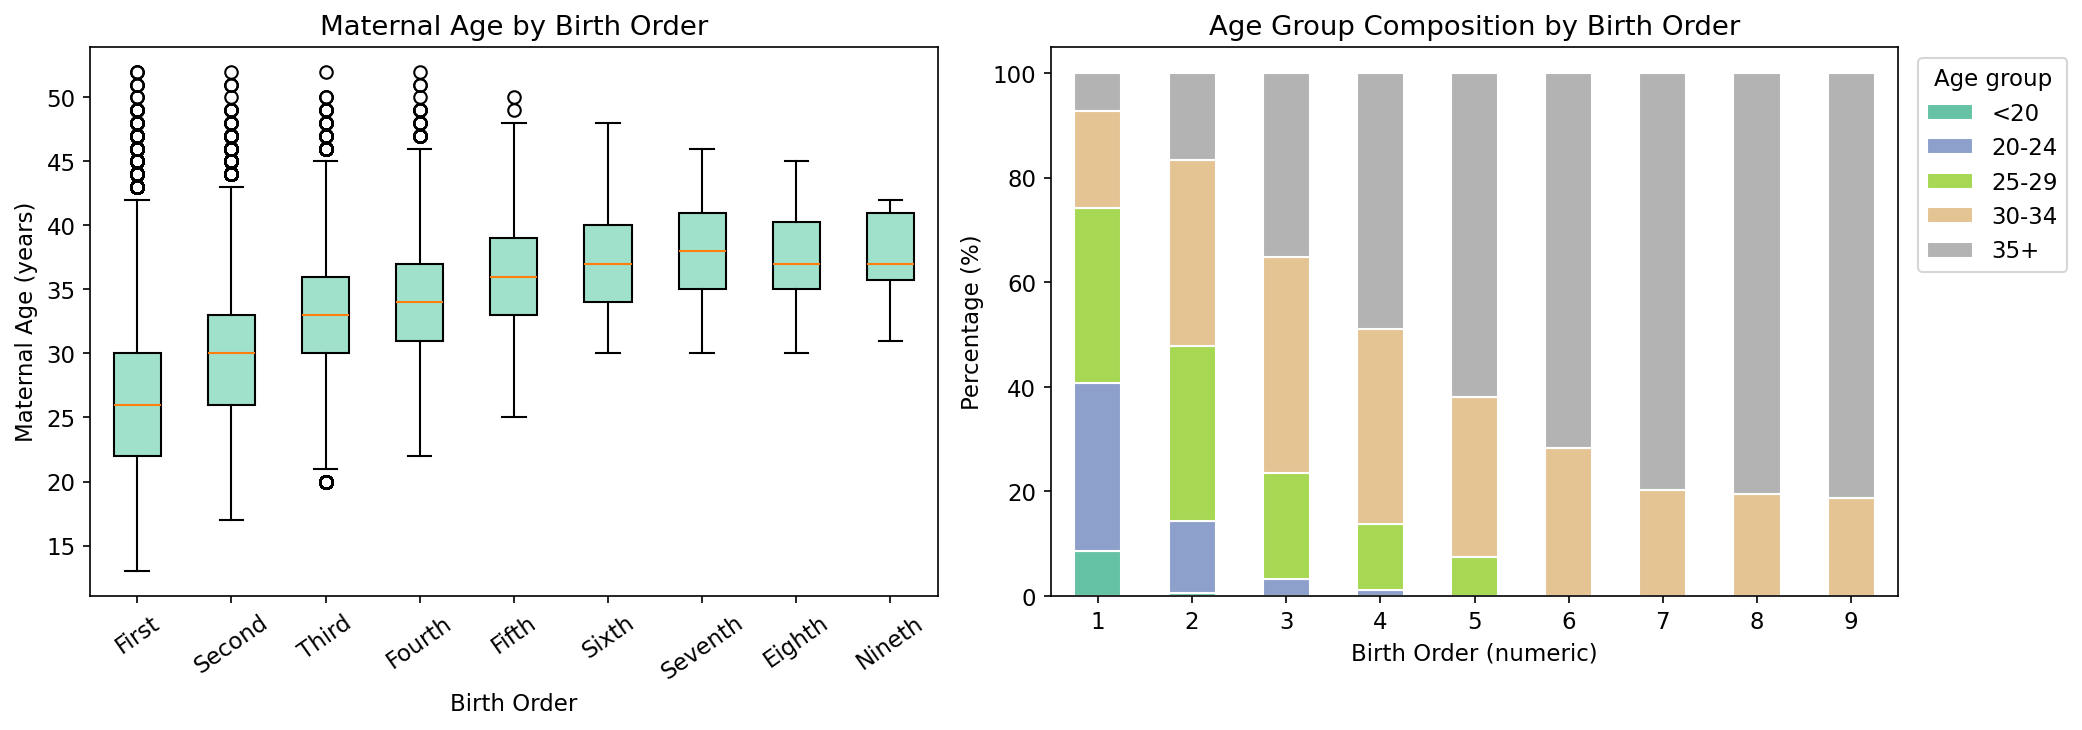 Maternal Age by Birth Order
Maternal Age (years)
50
45
40
35
30
25
20
15
First
Second
Third
Fourth
Fifth
Sixth
Seventh
Eighth
Nineth
Birth Order
Age Group Composition by Birth Order
Percentage (%)
100
80
60
40
20
0
1 2 3 4 5 6 7 8 9
Birth Order (numeric)
Age group
<20
20-24
25-29
30-34
35+